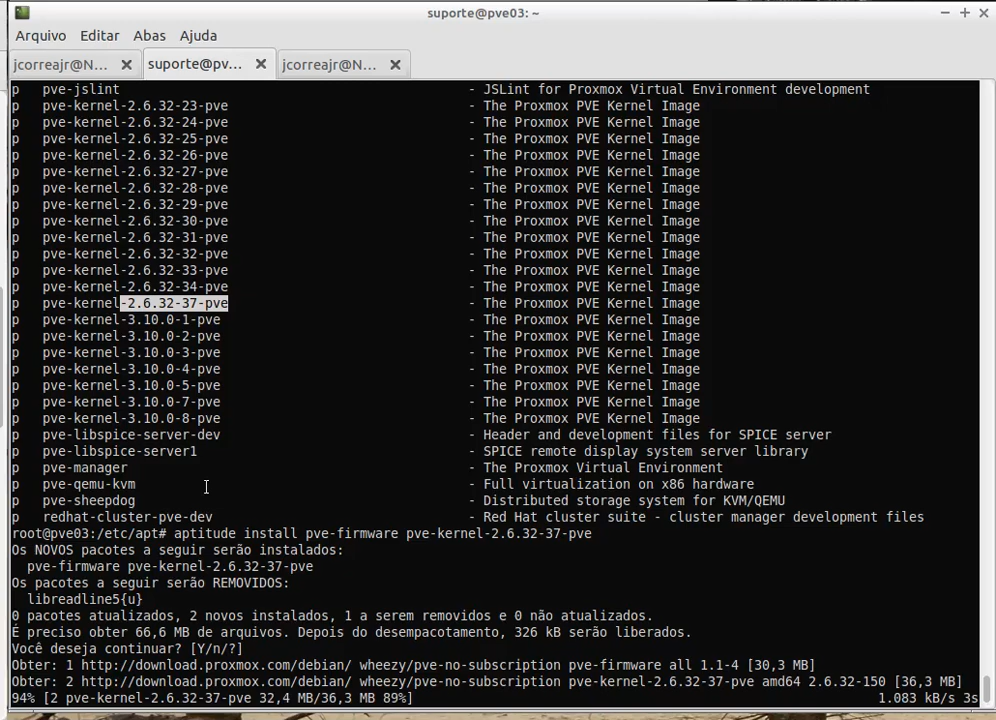 suporte@pve03: ~
Arquivo Editar Abas Ajuda
jcorreajr@N... suporte@pv... jcorreajr@N...
p pve-jslint - JSLint for Proxmox Virtual Environment development
p pve-kernel-2.6.32-23-pve - The Proxmox PVE Kernel Image
p pve-kernel-2.6.32-24-pve - The Proxmox PVE Kernel Image
p pve-kernel-2.6.32-25-pve - The Proxmox PVE Kernel Image
p pve-kernel-2.6.32-26-pve - The Proxmox PVE Kernel Image
p pve-kernel-2.6.32-27-pve - The Proxmox PVE Kernel Image
p pve-kernel-2.6.32-28-pve - The Proxmox PVE Kernel Image
p pve-kernel-2.6.32-29-pve - The Proxmox PVE Kernel Image
p pve-kernel-2.6.32-30-pve - The Proxmox PVE Kernel Image
p pve-kernel-2.6.32-31-pve - The Proxmox PVE Kernel Image
p pve-kernel-2.6.32-32-pve - The Proxmox PVE Kernel Image
p pve-kernel-2.6.32-33-pve - The Proxmox PVE Kernel Image
p pve-kernel-2.6.32-34-pve - The Proxmox PVE Kernel Image
p pve-kernel-2.6.32-37-pve - The Proxmox PVE Kernel Image
p pve-kernel-3.10.0-1-pve - The Proxmox PVE Kernel Image
p pve-kernel-3.10.0-2-pve - The Proxmox PVE Kernel Image
p pve-kernel-3.10.0-3-pve - The Proxmox PVE Kernel Image
p pve-kernel-3.10.0-4-pve - The Proxmox PVE Kernel Image
p pve-kernel-3.10.0-5-pve - The Proxmox PVE Kernel Image
p pve-kernel-3.10.0-7-pve - The Proxmox PVE Kernel Image
p pve-kernel-3.10.0-8-pve - The Proxmox PVE Kernel Image
p pve-libspice-server-dev - Header and development files for SPICE server
p pve-libspice-server1 - SPICE remote display system server library
p pve-manager - The Proxmox Virtual Environment
p pve-qemu-kvm - Full virtualization on x86 hardware
p pve-sheepdog - Distributed storage system for KVM/QEMU
p redhat-cluster-pve-dev - Red Hat cluster suite - cluster manager development files
root@pve03:/etc/apt# aptitude install pve-firmware pve-kernel-2.6.32-37-pve
Os NOVOS pacotes a seguir serão instalados:
pve-firmware pve-kernel-2.6.32-37-pve
Os pacotes a seguir serão REMOVIDOS:
libreadline5{u}
0 pacotes atualizados, 2 novos instalados, 1 a serem removidos e 0 não atualizados.
É preciso obter 66,6 MB de arquivos. Depois do desempacotamento, 326 kB serão liberados.
Você deseja continuar? [Y/n/?]
Obter: 1 http://download.proxmox.com/debian/ wheezy/pve-no-subscription pve-firmware all 1.1-4 [30,3 MB]
Obter: 2 http://download.proxmox.com/debian/ wheezy/pve-no-subscription pve-kernel-2.6.32-37-pve amd64 2.6.32-150 [36,3 MB]
94% [2 pve-kernel-2.6.32-37-pve 32,4 MB/36,3 MB 89%] 1.083 kB/s 3s